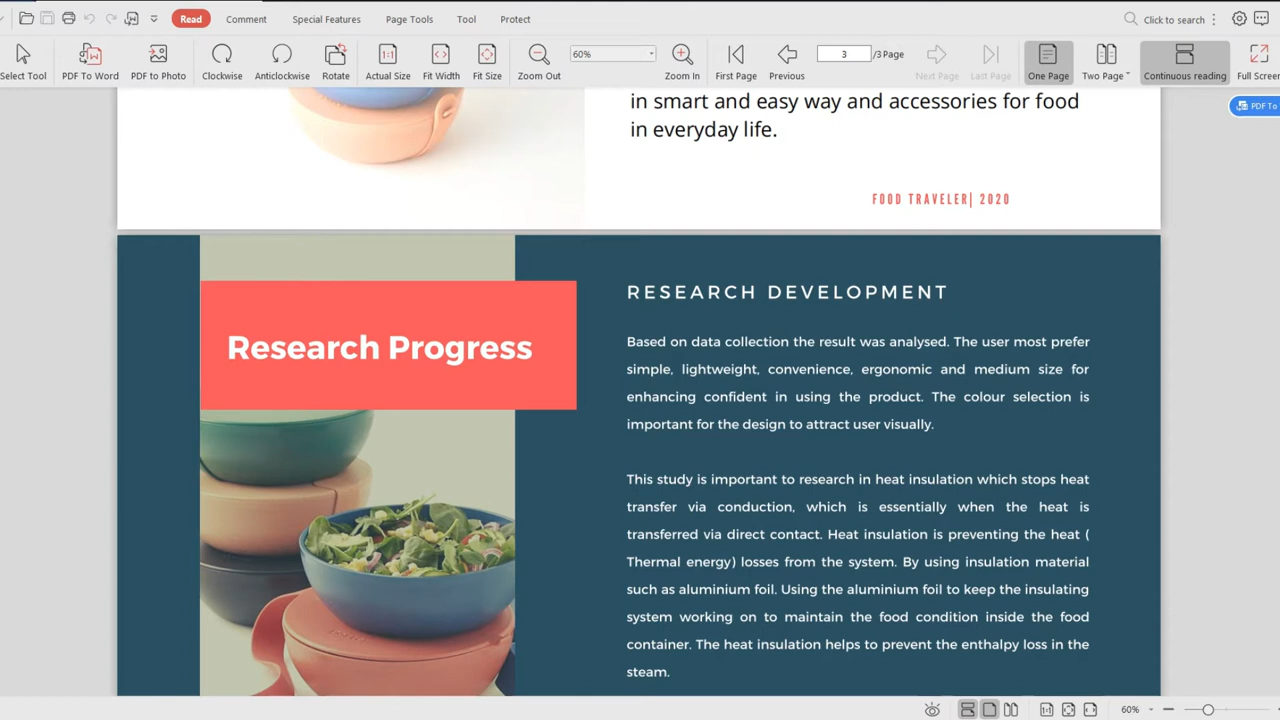 Read
Comment
Special Features
Page Tools
Tool
Protect
Click to search
Select Tool
PDF To Word
PDF to Photo
Clockwise
Anticlockwise
Rotate
1:1
Actual Size
Fit Width
Fit Size
Zoom Out
60%
Zoom In
First Page
Previous
3
/3 Page
Next Page
Last Page
One Page
Two Page
Continuous reading
Full Screen
PDF To
in smart and easy way and accessories for food
in everyday life.
FOOD TRAVELER| 2020
Research Progress
RESEARCH DEVELOPMENT
Based on data collection the result was analysed. The user most prefer
simple, lightweight, convenience, ergonomic and medium size for
enhancing confident in using the product. The colour selection is
important for the design to attract user visually.
This study is important to research in heat insulation which stops heat
transfer via conduction, which is essentially when the heat is
transferred via direct contact. Heat insulation is preventing the heat (
Thermal energy) losses from the system. By using insulation material
such as aluminium foil. Using the aluminium foil to keep the insulating
system working on to maintain the food condition inside the food
container. The heat insulation helps to prevent the enthalpy loss in the
steam.
60%